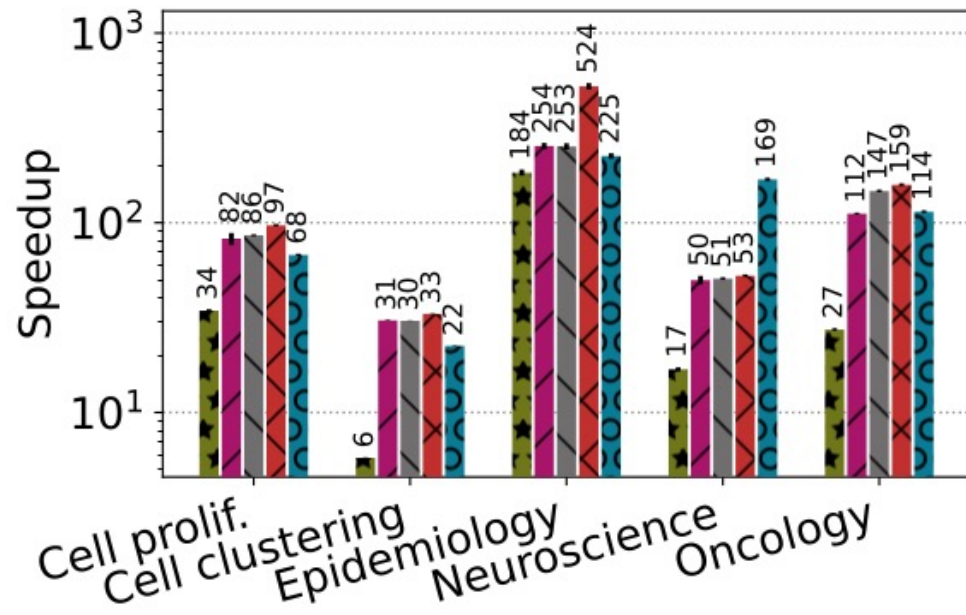 Speedup
10³
10²
10¹
34 82 86 97 68
6 31 30 33 22
184 254 253 524 225
17 50 51 53 169
27 112 147 159 114
Cell prolif.
Cell clustering
Epidemiology
Neuroscience
Oncology